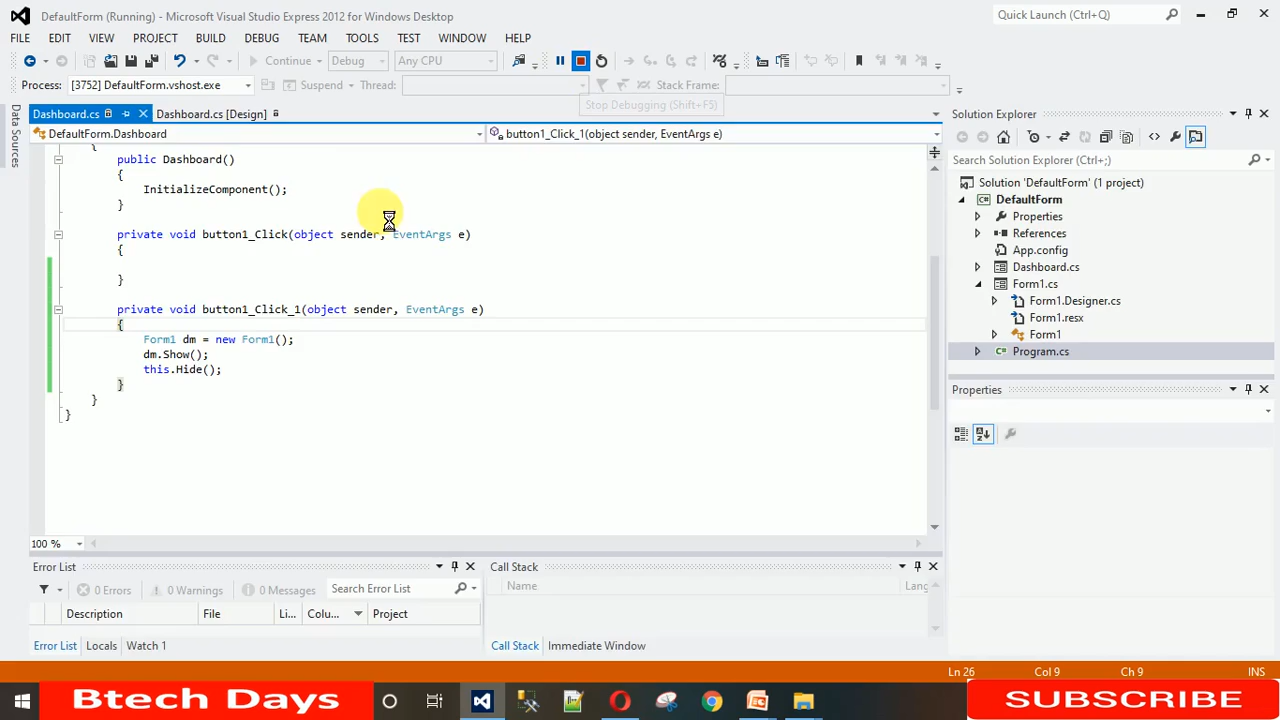 DefaultForm (Running) - Microsoft Visual Studio Express 2012 for Windows Desktop
Quick Launch (Ctrl+Q)
FILE EDIT VIEW PROJECT BUILD DEBUG TEAM TOOLS TEST WINDOW HELP
Continue Debug Any CPU
Process: [3752] DefaultForm.vshost.exe Suspend Thread: Stack Frame:
Stop Debugging (Shift+F5)
Dashboard.cs Dashboard.cs [Design]
DefaultForm.Dashboard button1_Click_1(object sender, EventArgs e)
{
public Dashboard()
{
InitializeComponent();
}
private void button1_Click(object sender, EventArgs e)
{
}
private void button1_Click_1(object sender, EventArgs e)
{
Form1 dm = new Form1();
dm.Show();
this.Hide();
}
}
}
100 %
Data Sources
Solution Explorer
Search Solution Explorer (Ctrl+;)
Solution 'DefaultForm' (1 project)
DefaultForm
Properties
References
App.config
Dashboard.cs
Form1.cs
Form1.Designer.cs
Form1.resx
Form1
Program.cs
Properties
Error List
0 Errors 0 Warnings 0 Messages Search Error List
Description File Li... Colu... Project
Error List Locals Watch 1
Call Stack
Name Lang
Call Stack Immediate Window
Ln 26 Col 9 Ch 9 INS
Btech Days
SUBSCRIBE